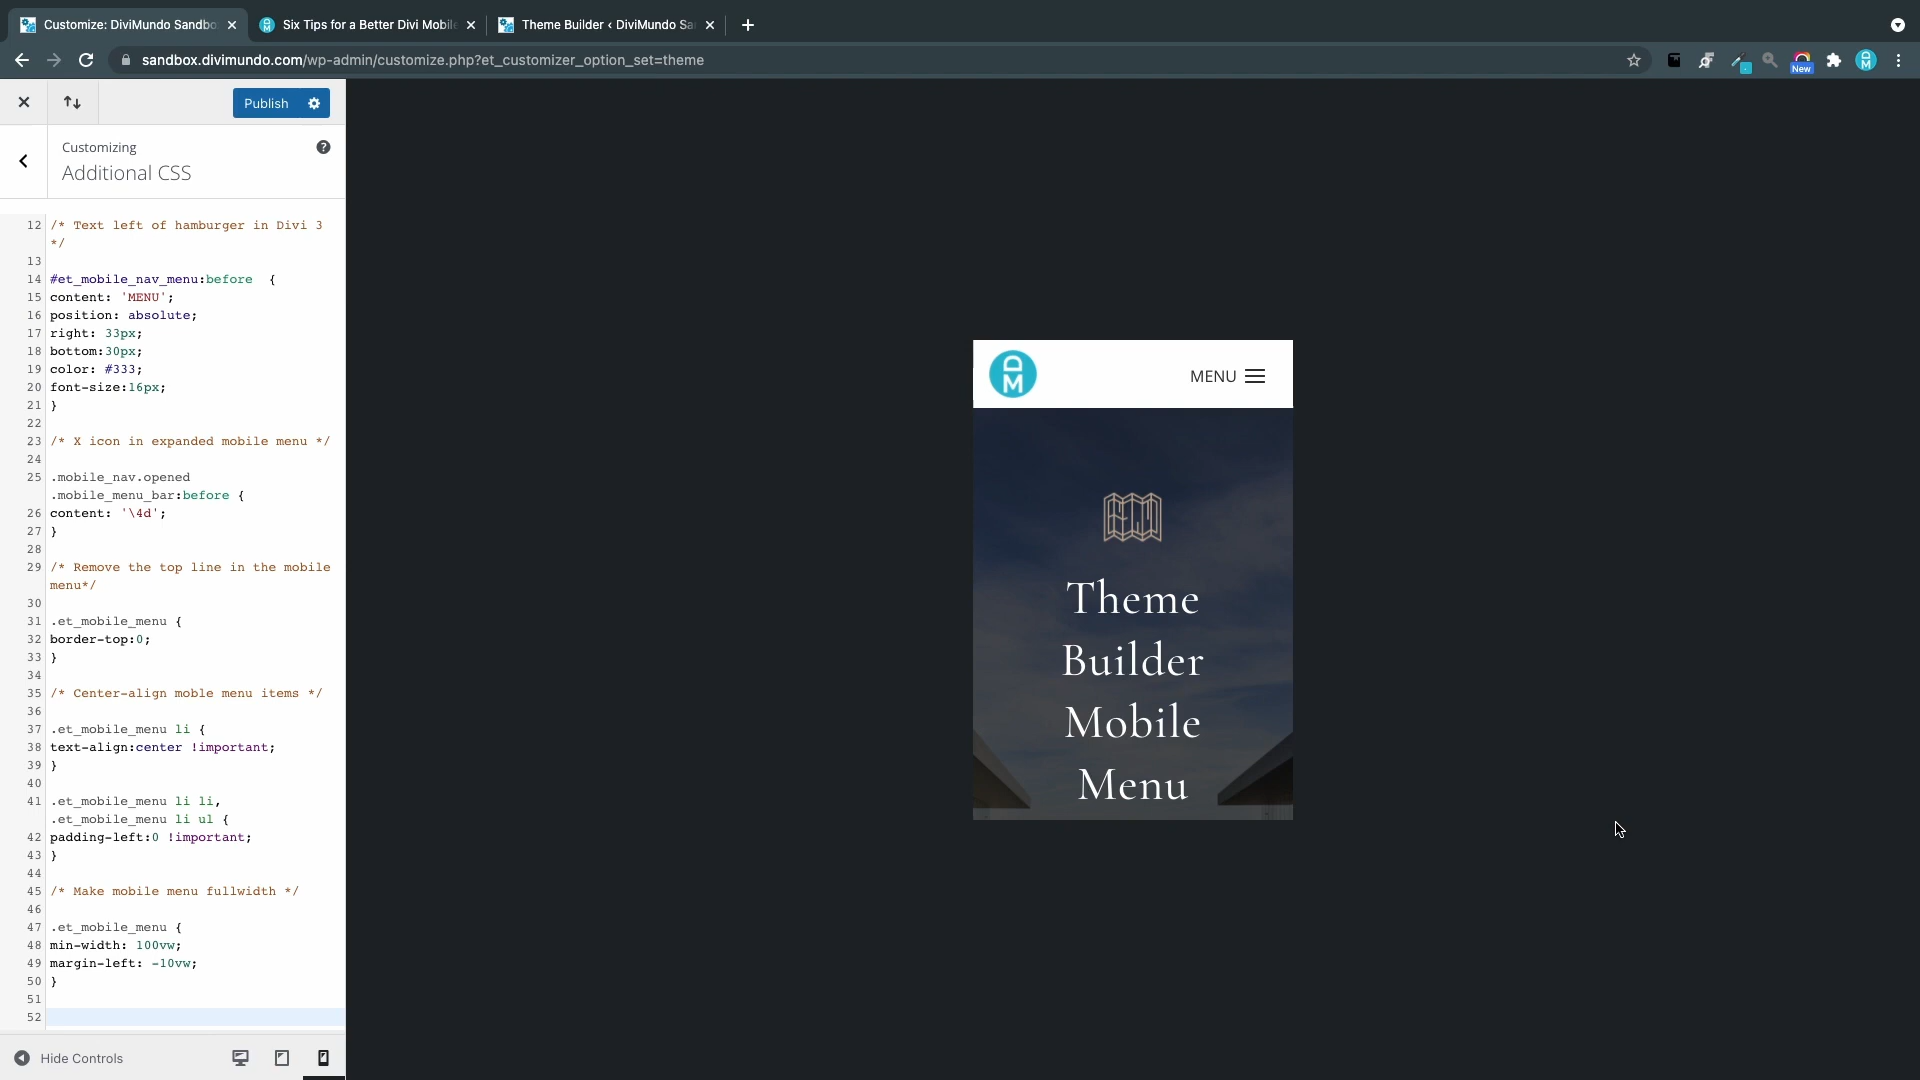 Customize: DiviMundo Sandbo
Six Tips for a Better Divi Mobile
Theme Builder ‹ DiviMundo Sa
sandbox.divimundo.com/wp-admin/customize.php?et_customizer_option_set=theme
New
Publish
Customizing
Additional CSS
12 /* Text left of hamburger in Divi 3
*/
13
14 #et_mobile_nav_menu:before  {
15 content: 'MENU';
16 position: absolute;
17 right: 33px;
18 bottom:30px;
19 color: #333;
20 font-size:16px;
21 }
22
23 /* X icon in expanded mobile menu */
24
25 .mobile_nav.opened
.mobile_menu_bar:before {
26 content: '\4d';
27 }
28
29 /* Remove the top line in the mobile
menu*/
30
31 .et_mobile_menu {
32 border-top:0;
33 }
34
35 /* Center-align moble menu items */
36
37 .et_mobile_menu li {
38 text-align:center !important;
39 }
40
41 .et_mobile_menu li li,
.et_mobile_menu li ul {
42 padding-left:0 !important;
43 }
44
45 /* Make mobile menu fullwidth */
46
47 .et_mobile_menu {
48 min-width: 100vw;
49 margin-left: -10vw;
50 }
51
52
Hide Controls
DM
MENU
Theme
Builder
Mobile
Menu